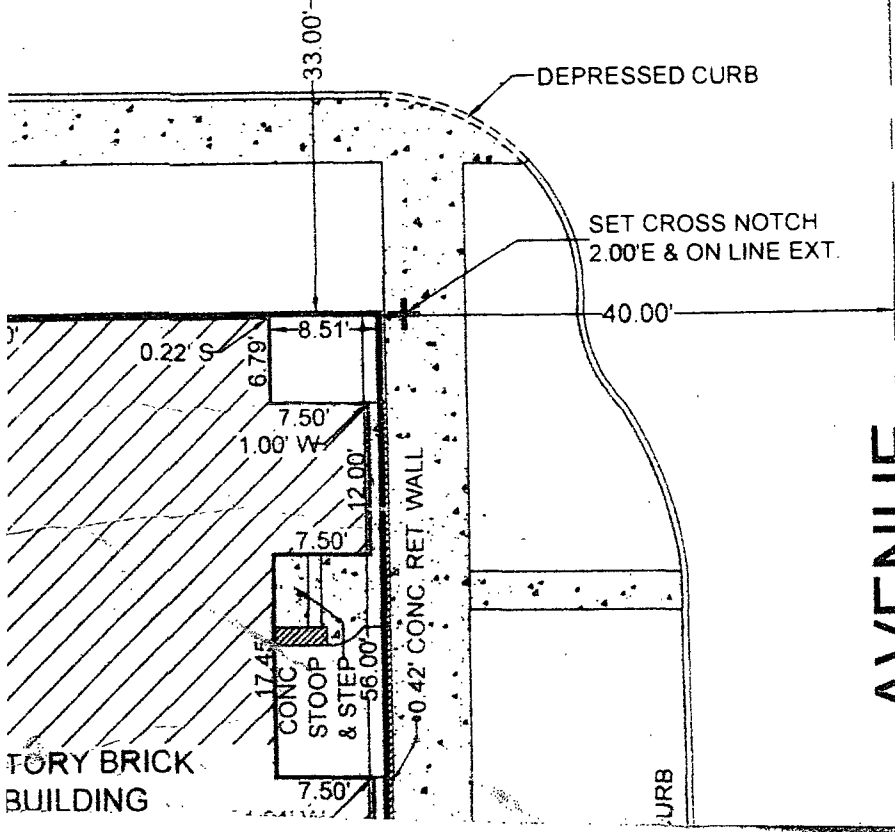 33.00'
DEPRESSED CURB
SET CROSS NOTCH
2.00'E & ON LINE EXT.
40.00'
8.51'
0.22' S
6.79'
7.50'
1.00' W
12.00'
0.42' CONC RET WALL
7.50'
17.45'
CONC
STOOP
& STEP
56.00'
TORY BRICK
BUILDING
7.50'
URB
AVENUE